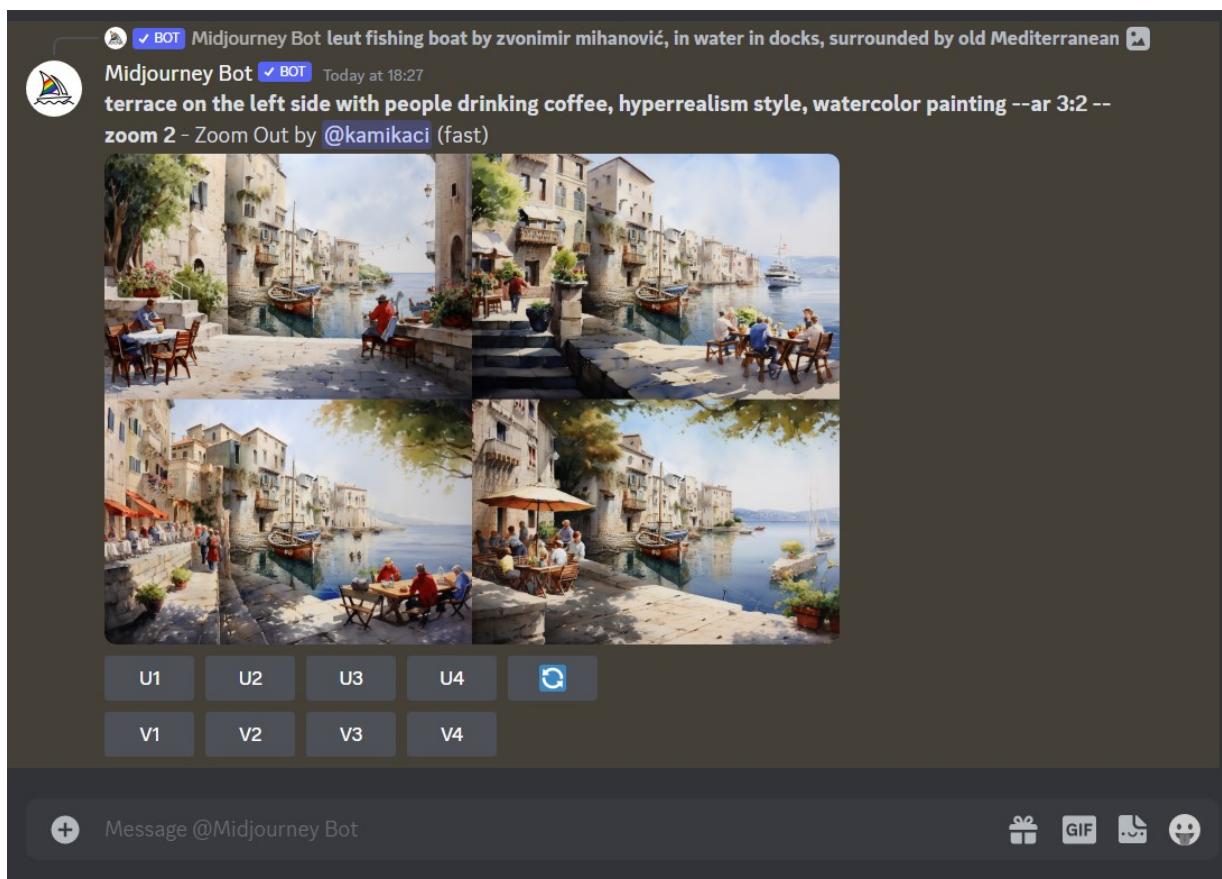 BOT Midjourney Bot leut fishing boat by zvonimir mihanović, in water in docks, surrounded by old Mediterranean
Midjourney Bot BOT Today at 18:27
terrace on the left side with people drinking coffee, hyperrealism style, watercolor painting --ar 3:2 --
zoom 2 - Zoom Out by @kamikaci (fast)
U1 U2 U3 U4
V1 V2 V3 V4
Message @Midjourney Bot
GIF